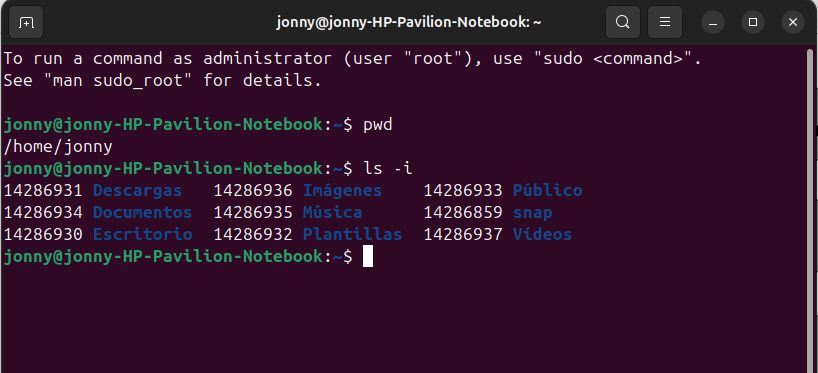 jonny@jonny-HP-Pavilion-Notebook: ~
To run a command as administrator (user "root"), use "sudo <command>".
See "man sudo_root" for details.
jonny@jonny-HP-Pavilion-Notebook:~$ pwd
/home/jonny
jonny@jonny-HP-Pavilion-Notebook:~$ ls -i
14286931 Descargas   14286936 Imágenes    14286933 Público
14286934 Documentos  14286935 Música      14286859 snap
14286930 Escritorio  14286932 Plantillas  14286937 Vídeos
jonny@jonny-HP-Pavilion-Notebook:~$